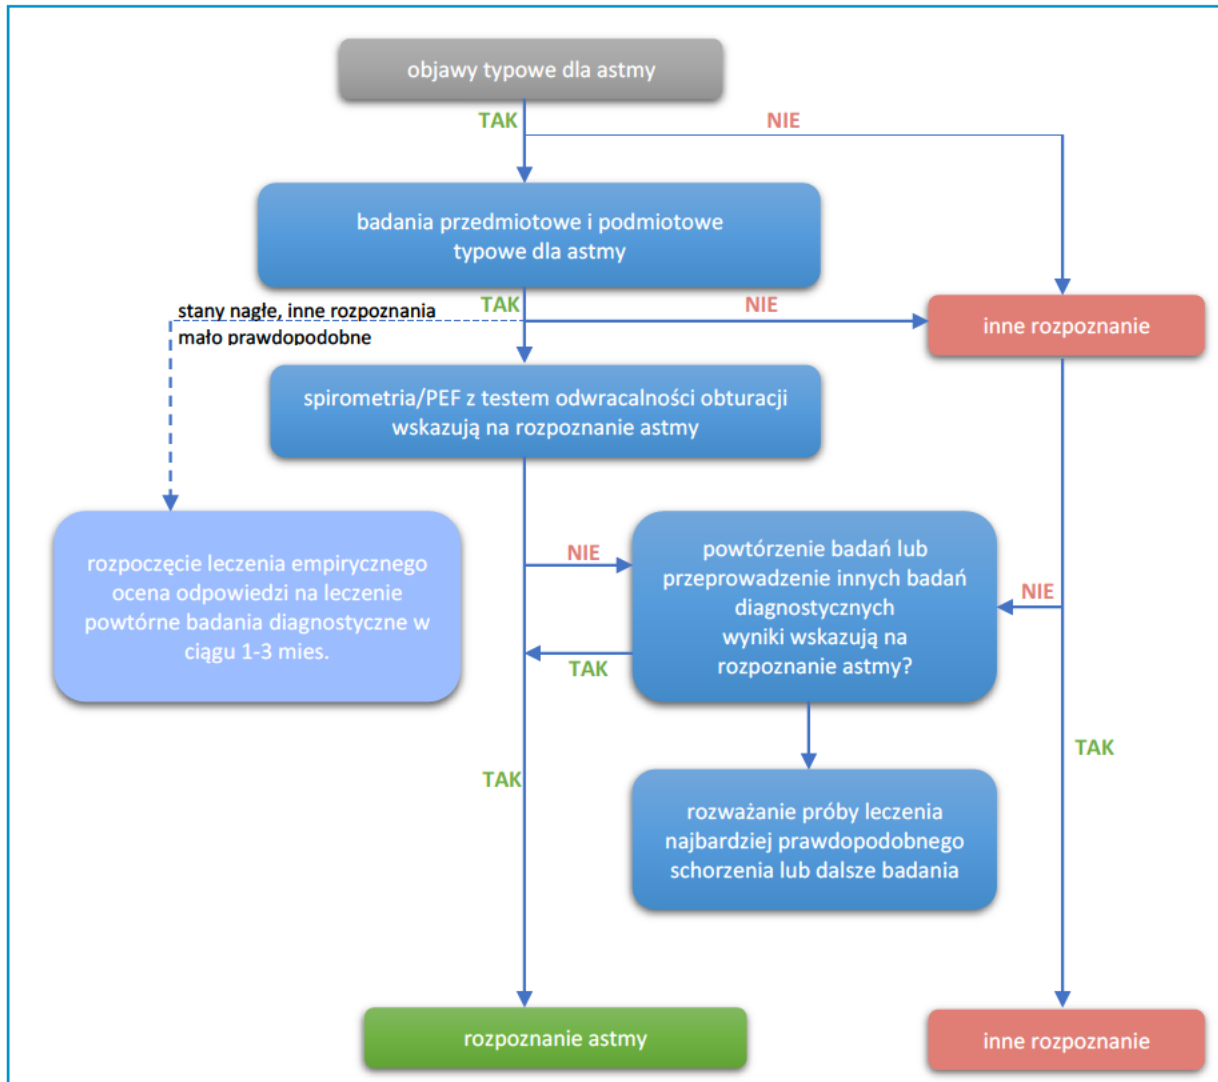 objawy typowe dla astmy
TAK
NIE
badania przedmiotowe i podmiotowe
typowe dla astmy
stany nagłe, inne rozpoznania
mało prawdopodobne
TAK
NIE
inne rozpoznanie
spirometria/PEF z testem odwracalności obturacji
wskazują na rozpoznanie astmy
rozpoczęcie leczenia empirycznego
ocena odpowiedzi na leczenie
powtórne badania diagnostyczne w
ciągu 1-3 mies.
NIE
powtórzenie badań lub
przeprowadzenie innych badań
diagnostycznych
wyniki wskazują na
rozpoznanie astmy?
NIE
TAK
TAK
TAK
rozważanie próby leczenia
najbardziej prawdopodobnego
schorzenia lub dalsze badania
rozpoznanie astmy
inne rozpoznanie